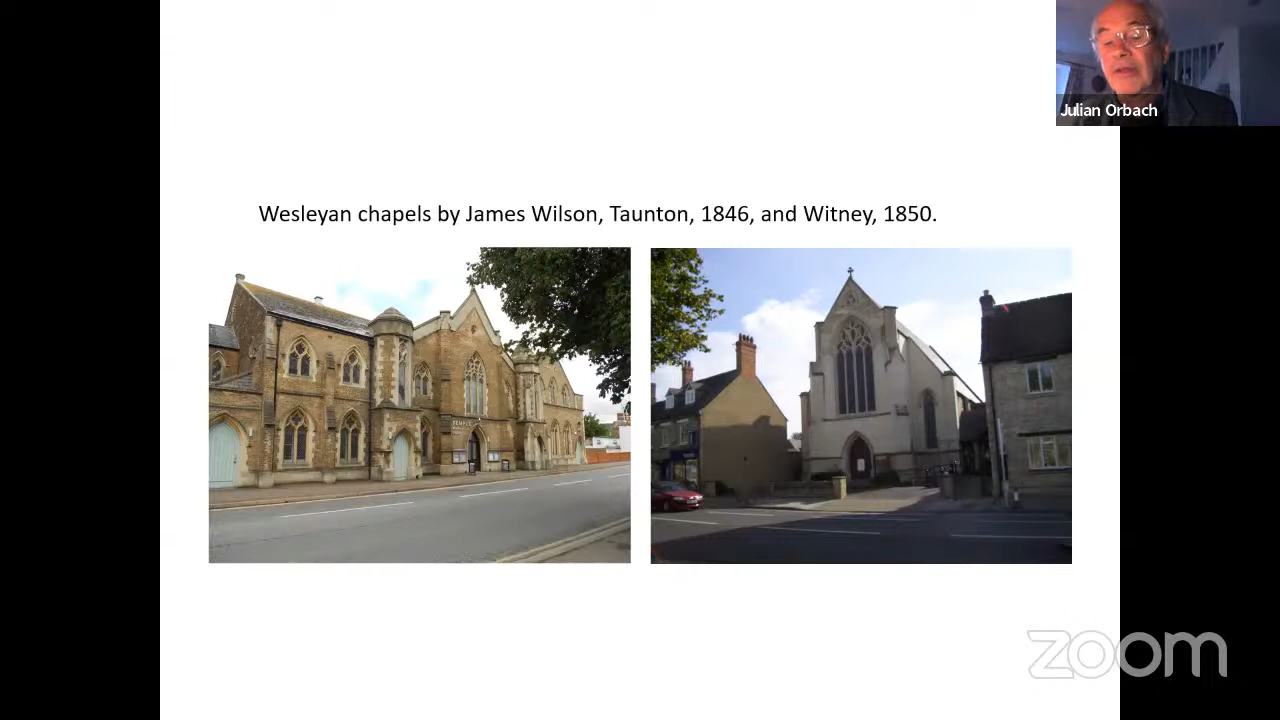 Julian Orbach
Wesleyan chapels by James Wilson, Taunton, 1846, and Witney, 1850.
TEMPLE
zoom